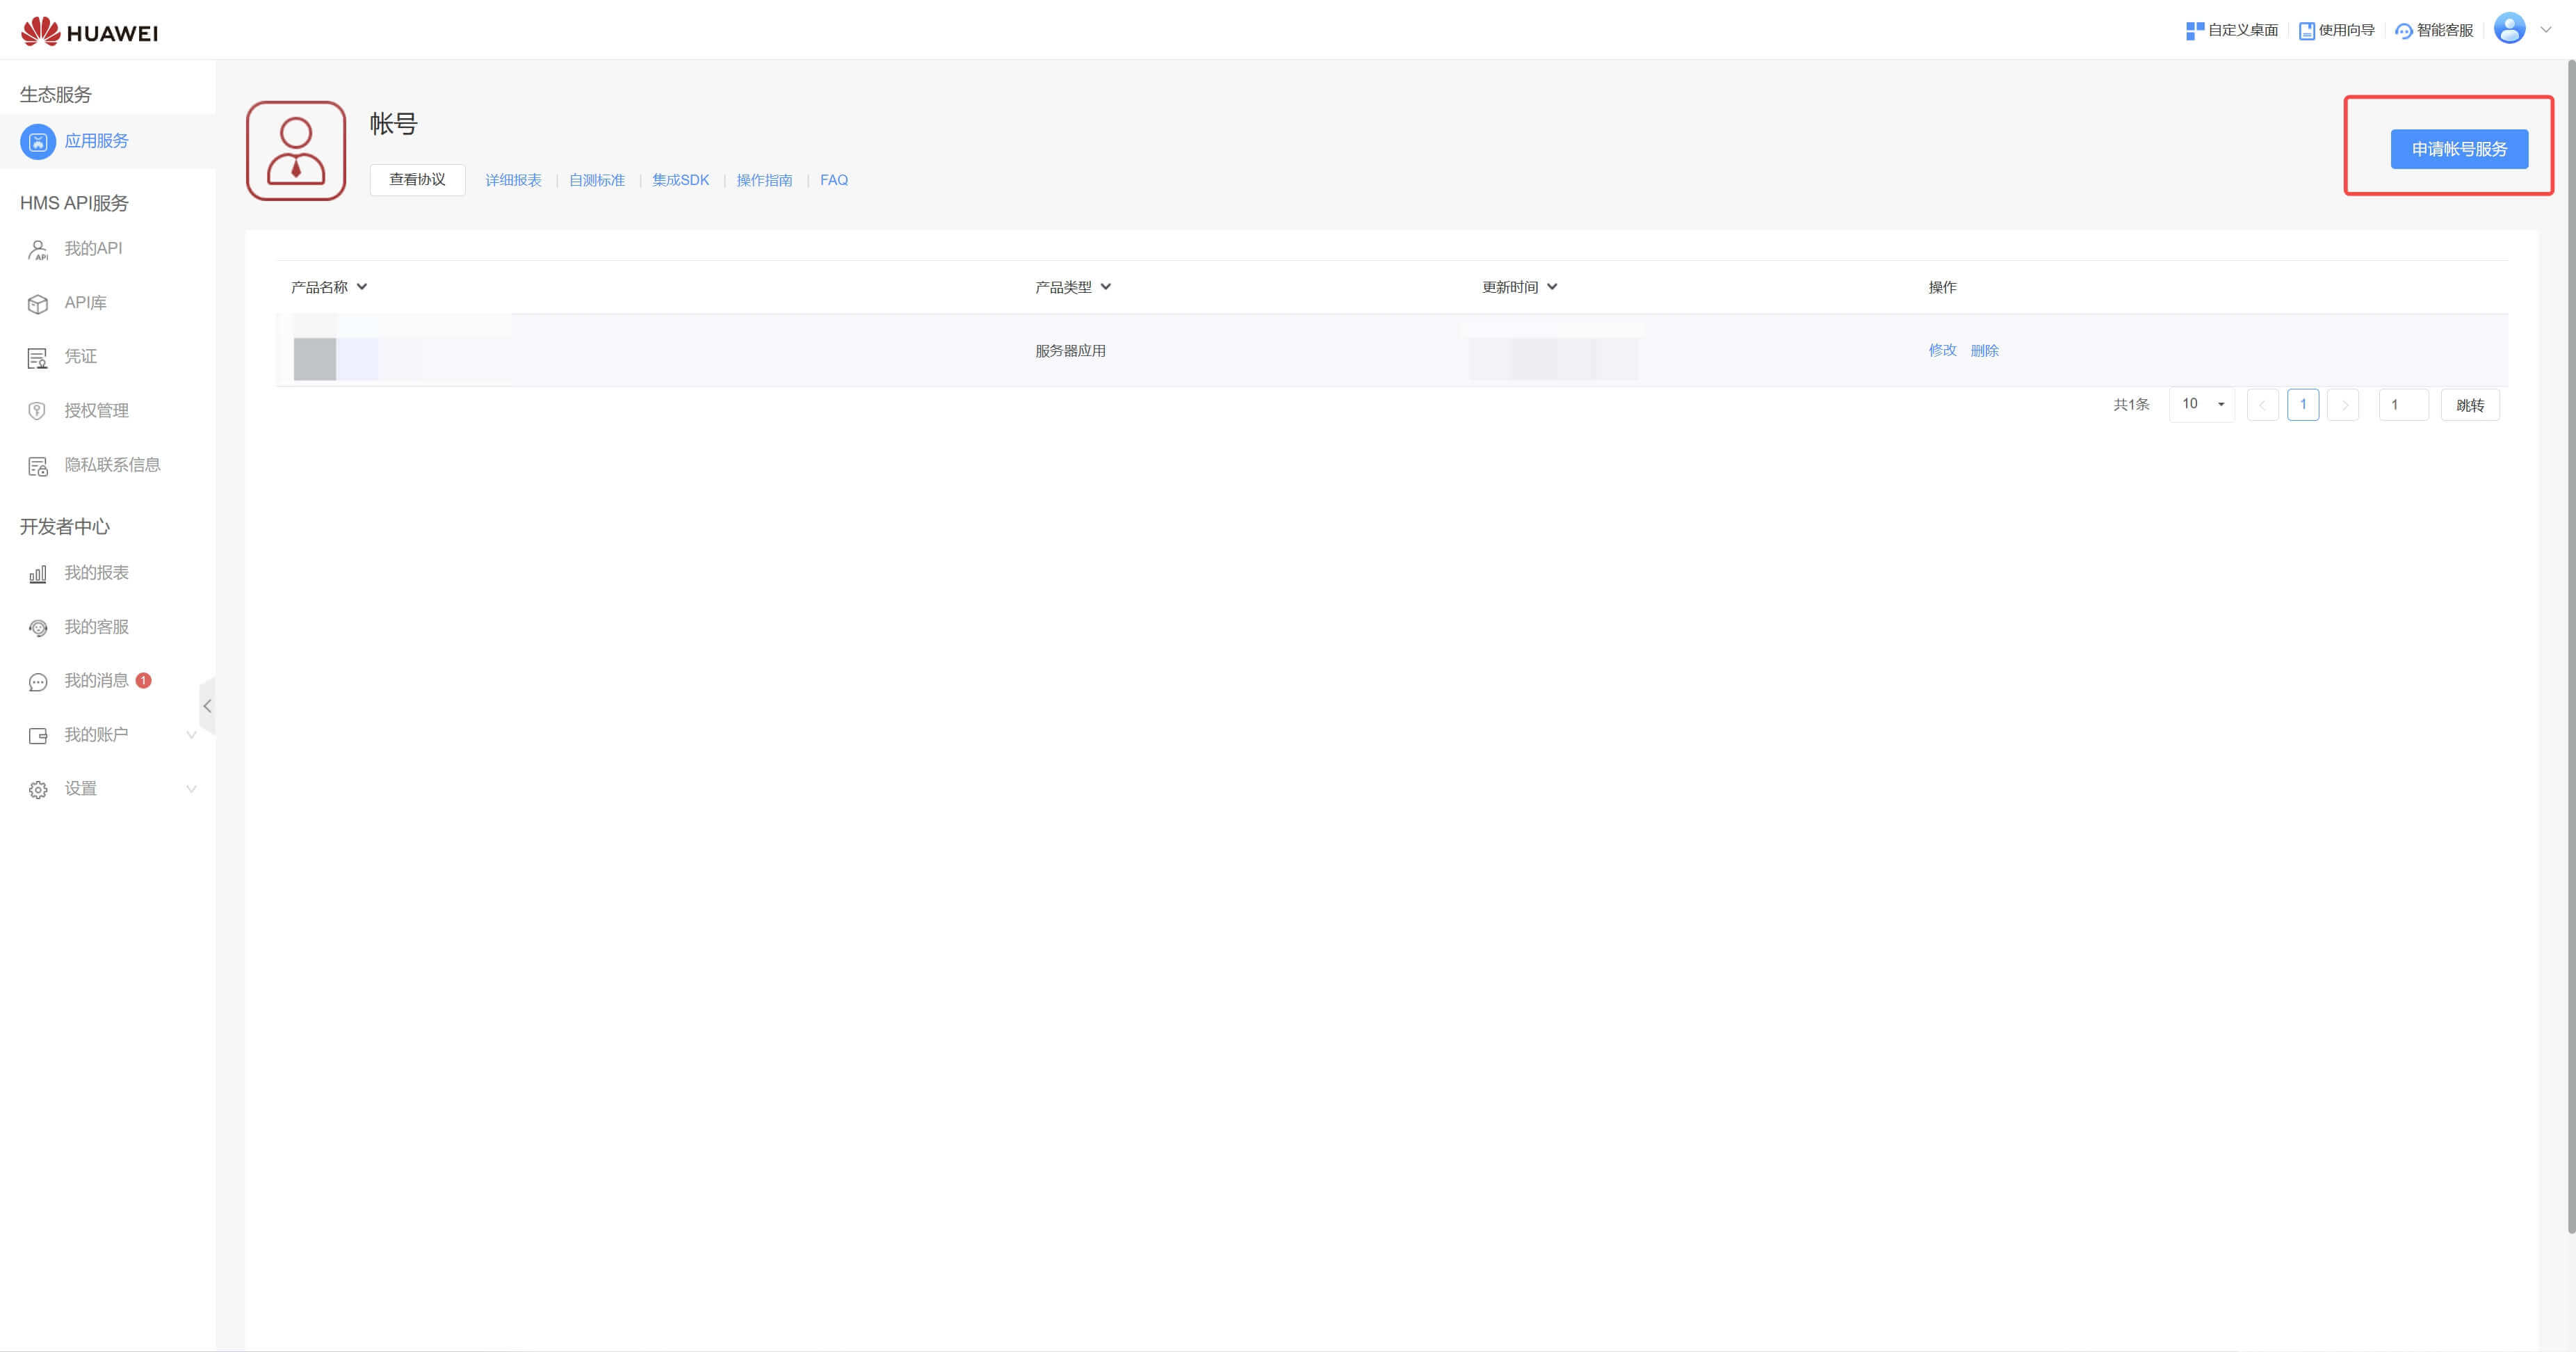 HUAWEI
自定义桌面
使用向导
智能客服
生态服务
应用服务
HMS API服务
我的API
API库
凭证
授权管理
隐私联系信息
开发者中心
我的报表
我的客服
我的消息 1
我的账户
设置
帐号
查看协议 详细报表 | 自测标准 | 集成SDK | 操作指南 | FAQ
申请帐号服务
产品名称 产品类型 更新时间 操作
服务器应用 修改 删除
共1条 10 1 1 跳转